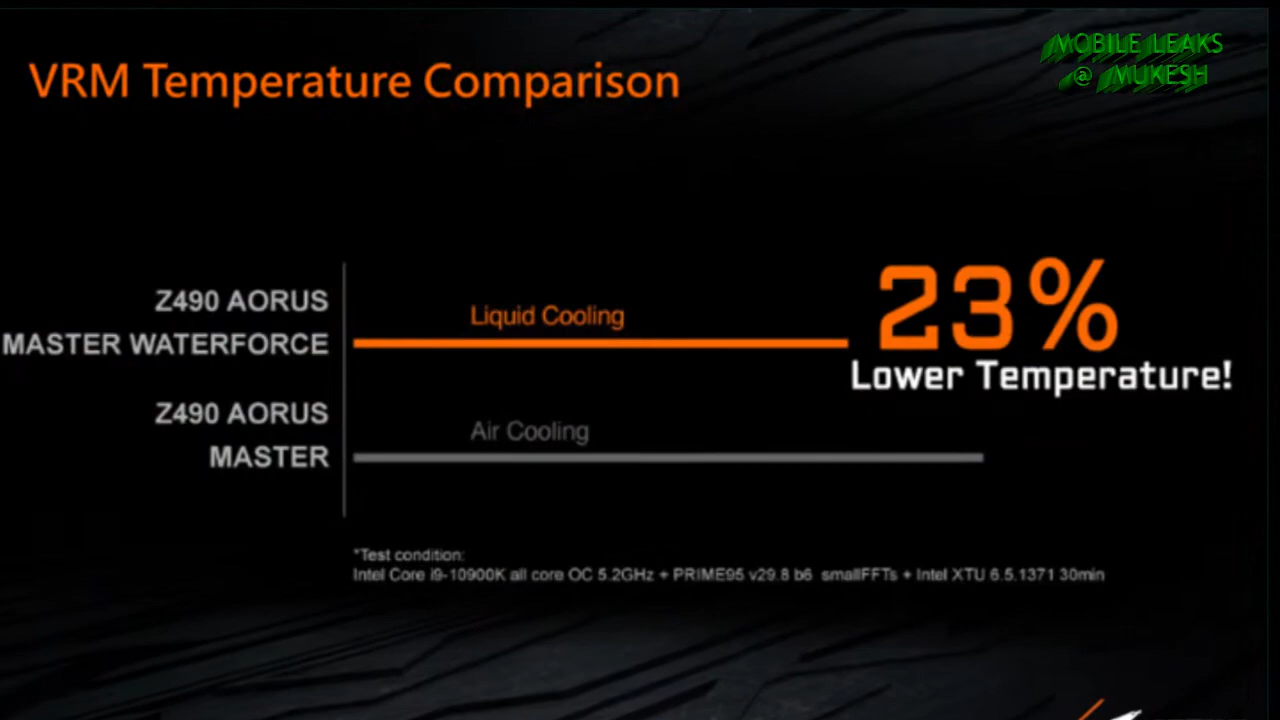 MOBILE LEAKS
@ MUKESH
VRM Temperature Comparison
Z490 AORUS
MASTER WATERFORCE
Liquid Cooling
23%
Lower Temperature!
Z490 AORUS
MASTER
Air Cooling
*Test condition:
Intel Core i9-10900K all core OC 5.2GHz + PRIME95 v29.8 b6 smallFFTs + Intel XTU 6.5.1371 30min